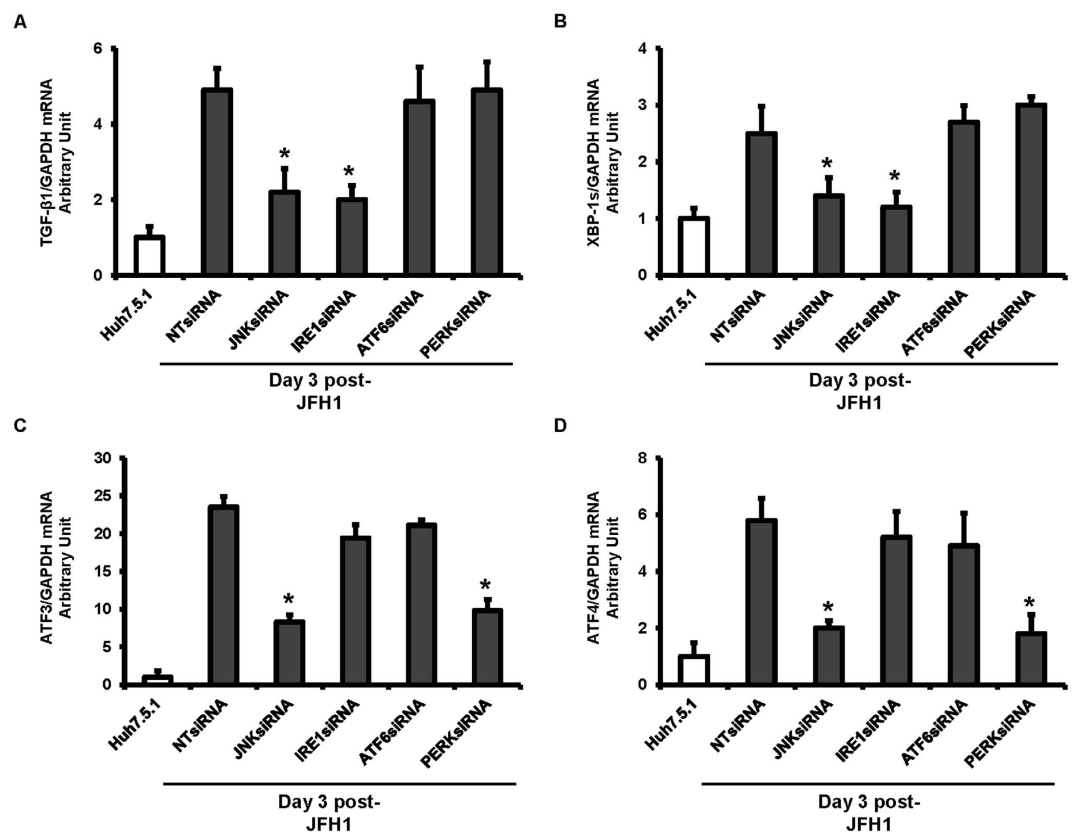 A
TGF-β1/GAPDH mRNA
Arbitrary Unit
6
4
2
0
*
*
Huh7.5.1
NTsiRNA
JNKsiRNA
IRE1siRNA
ATF6siRNA
PERKsiRNA
Day 3 post-
JFH1
B
XBP-1s/GAPDH mRNA
Arbitrary Unit
4
3
2
1
0
*
*
Huh7.5.1
NTsiRNA
JNKsiRNA
IRE1siRNA
ATF6siRNA
PERKsiRNA
Day 3 post-
JFH1
C
ATF3/GAPDH mRNA
Arbitrary Unit
30
25
20
15
10
5
0
*
*
Huh7.5.1
NTsiRNA
JNKsiRNA
IRE1siRNA
ATF6siRNA
PERKsiRNA
Day 3 post-
JFH1
D
ATF4/GAPDH mRNA
Arbitrary Unit
8
6
4
2
0
*
*
Huh7.5.1
NTsiRNA
JNKsiRNA
IRE1siRNA
ATF6siRNA
PERKsiRNA
Day 3 post-
JFH1